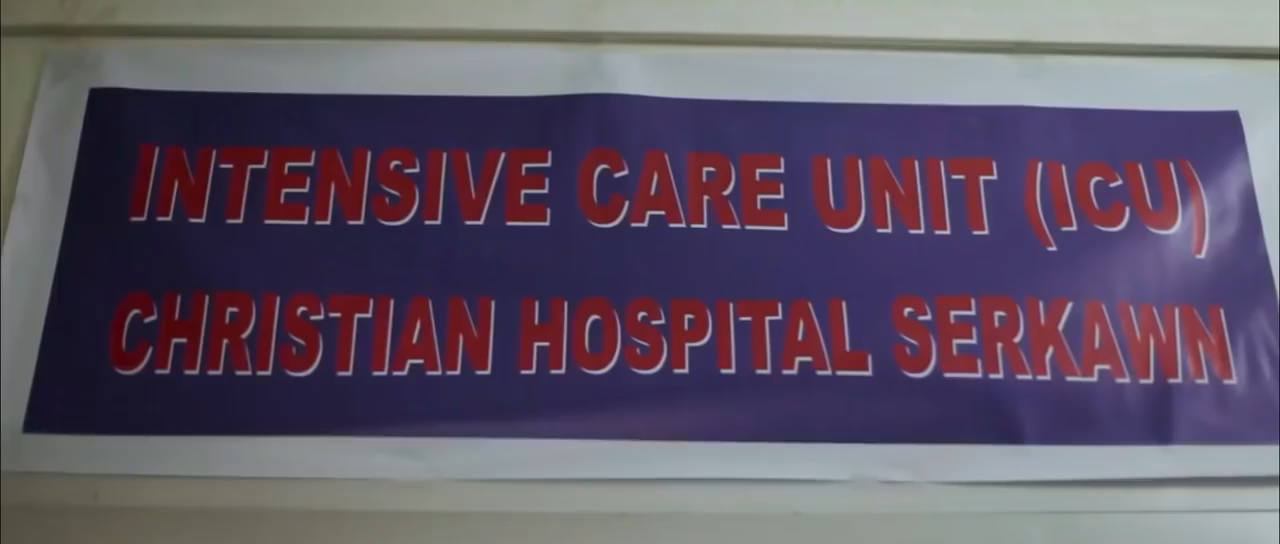 INTENSIVE CARE UNIT (ICU)
CHRISTIAN HOSPITAL SERKAWN